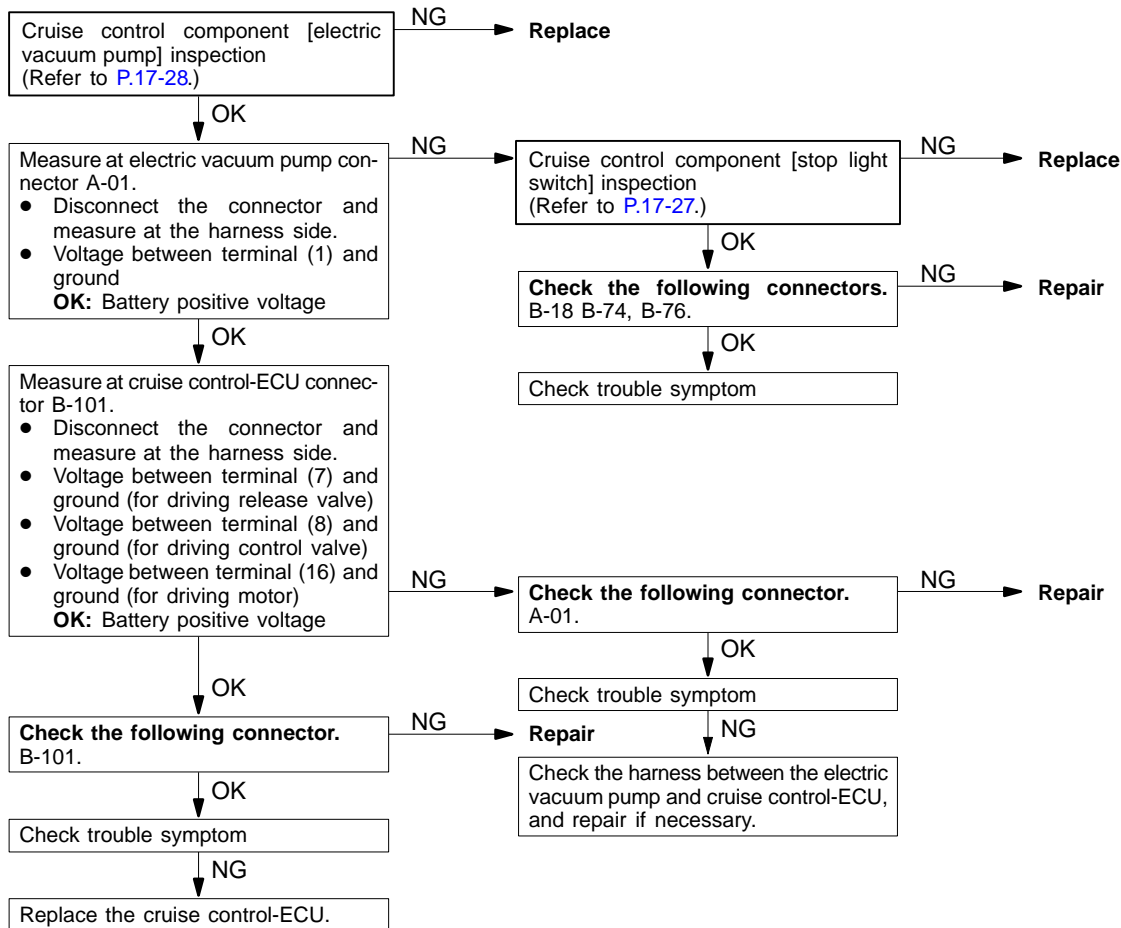 Cruise control component [electric
vacuum pump] inspection
(Refer to P.17-28.)
NG
Replace
OK
Measure at electric vacuum pump con-
nector A-01.
● Disconnect the connector and
measure at the harness side.
● Voltage between terminal (1) and
ground
OK: Battery positive voltage
NG
Cruise control component [stop light
switch] inspection
(Refer to P.17-27.)
NG
Replace
OK
Check the following connectors.
B-18 B-74, B-76.
NG
Repair
OK
Check trouble symptom
OK
Measure at cruise control-ECU connec-
tor B-101.
● Disconnect the connector and
measure at the harness side.
● Voltage between terminal (7) and
ground (for driving release valve)
● Voltage between terminal (8) and
ground (for driving control valve)
● Voltage between terminal (16) and
ground (for driving motor)
OK: Battery positive voltage
NG
Check the following connector.
A-01.
NG
Repair
OK
Check trouble symptom
NG
Check the harness between the electric
vacuum pump and cruise control-ECU,
and repair if necessary.
OK
Check the following connector.
B-101.
NG
Repair
OK
Check trouble symptom
NG
Replace the cruise control-ECU.